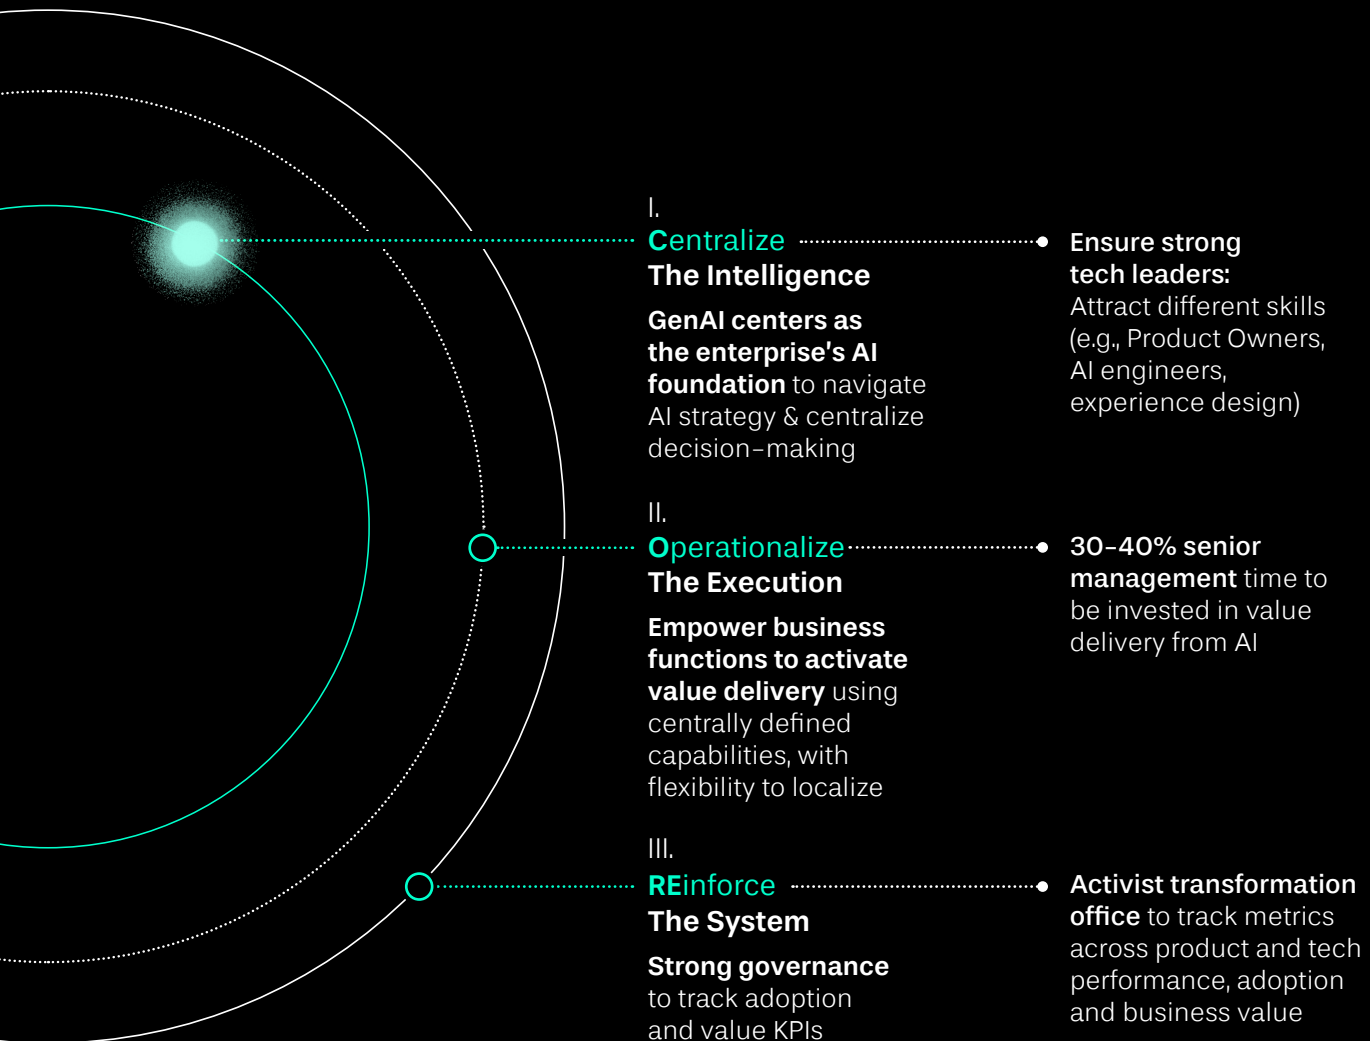 I.
Centralize
The Intelligence
GenAI centers as
the enterprise's AI
foundation to navigate
AI strategy & centralize
decision-making
Ensure strong
tech leaders:
Attract different skills
(e.g., Product Owners,
AI engineers,
experience design)
II.
Operationalize
The Execution
Empower business
functions to activate
value delivery using
centrally defined
capabilities, with
flexibility to localize
30-40% senior
management time to
be invested in value
delivery from AI
III.
REinforce
The System
Strong governance
to track adoption
and value KPIs
Activist transformation
office to track metrics
across product and tech
performance, adoption
and business value